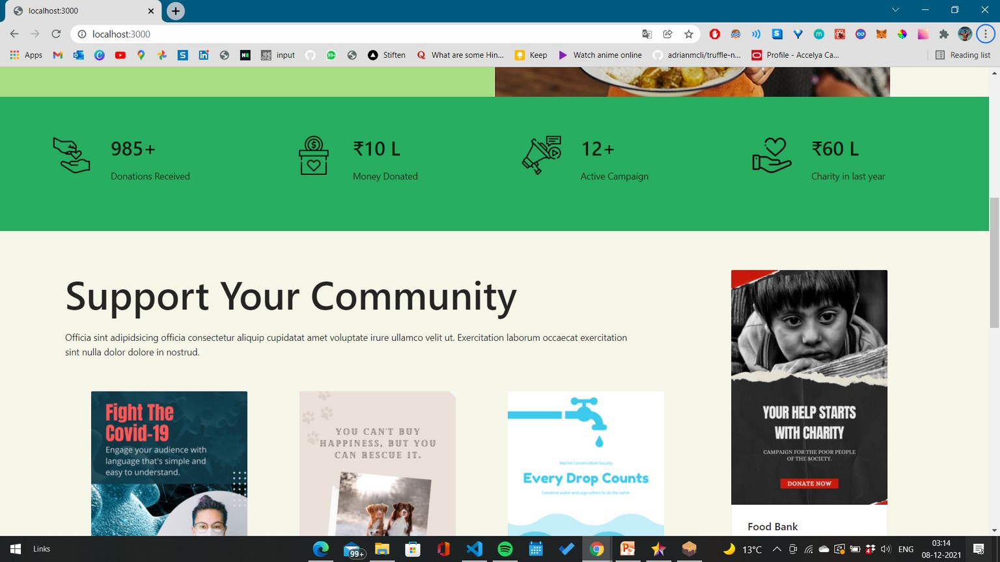 localhost:3000
localhost:3000
Apps
input
99+
Stiften
What are some Hin...
Keep
Watch anime online
adrianmcli/truffle-n...
Profile - Accelya Ca...
Reading list
985+
Donations Received
₹10 L
Money Donated
12+
Active Campaign
₹60 L
Charity in last year
Support Your Community
Officia sint adipidsicing officia consectetur aliquip cupidatat amet voluptate irure ullamco velit ut. Exercitation laborum occaecat exercitation
sint nulla dolor dolore in nostrud.
Fight The
Covid-19
Engage your audience with
language that's simple and
easy to understand.
YOU CAN'T BUY
HAPPINESS, BUT YOU
CAN RESCUE IT.
Marine Conservation Society
Every Drop Counts
Conserve water and urge others to do the same.
YOUR HELP STARTS
WITH CHARITY
CAMPAIGN FOR THE POOR PEOPLE
OF THE SOCIETY.
DONATE NOW
Food Bank
Links
99+
13°C
ENG
03:14
08-12-2021